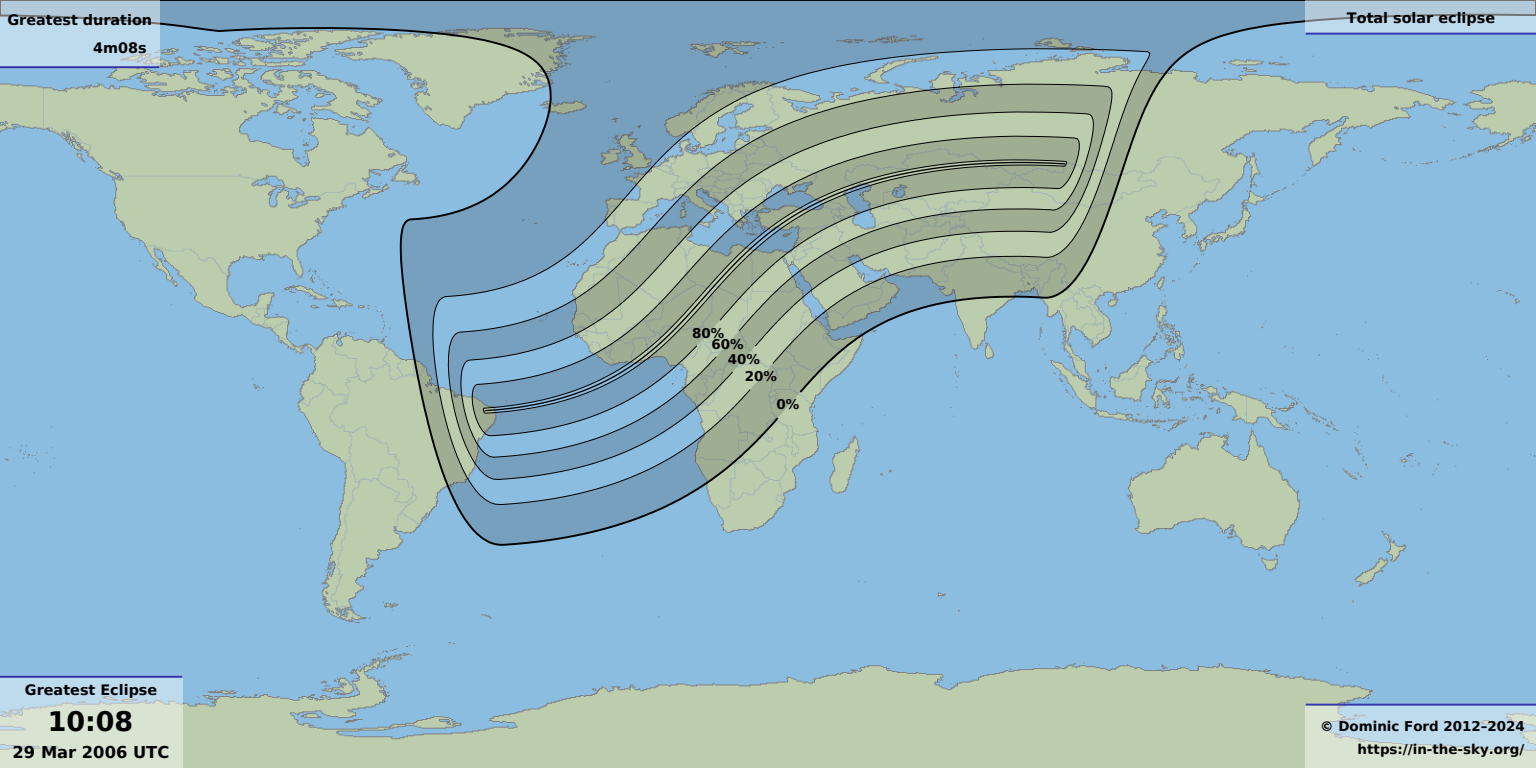 Greatest duration
4m08s
Total solar eclipse
80%
60%
40%
20%
0%
Greatest Eclipse
10:08
29 Mar 2006 UTC
© Dominic Ford 2012–2024
https://in-the-sky.org/